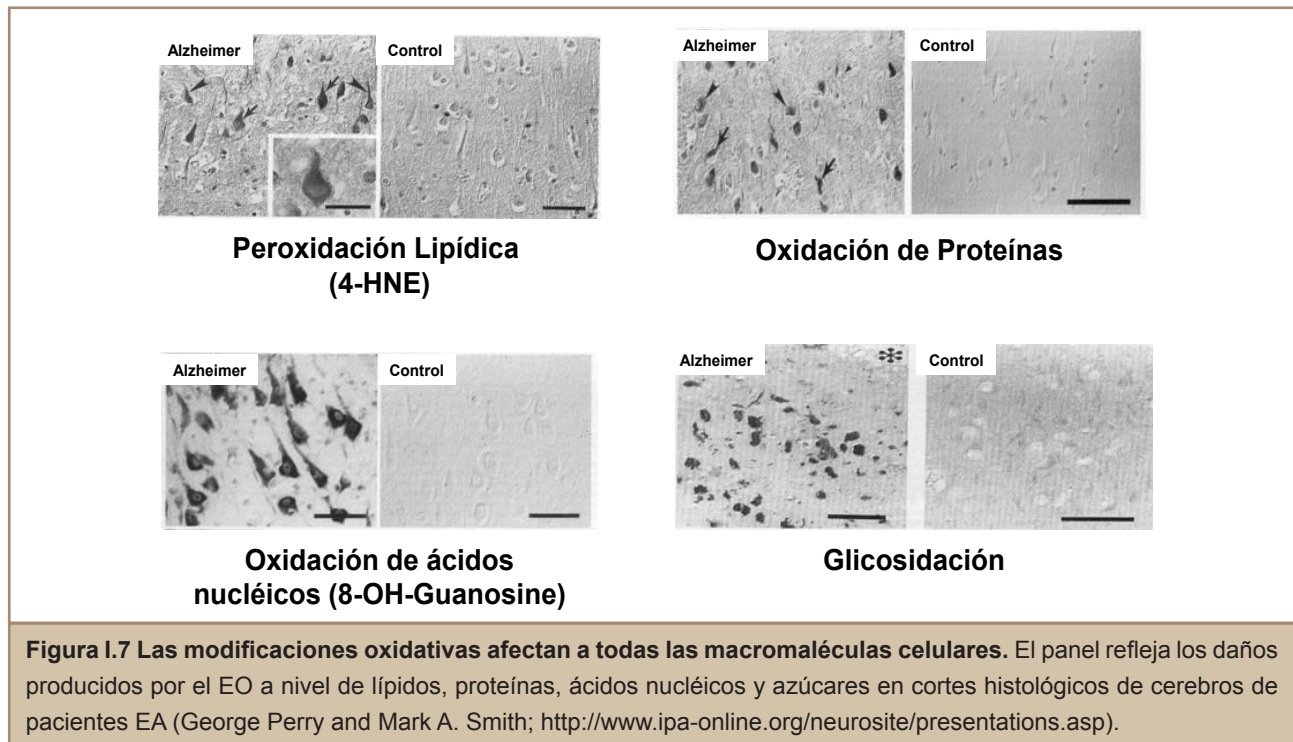 Alzheimer Control
Alzheimer Control
Peroxidación Lipídica
(4-HNE)
Oxidación de Proteínas
Alzheimer Control
Alzheimer Control
Oxidación de ácidos
nucléicos (8-OH-Guanosine)
Glicosidación
Figura I.7 Las modificaciones oxidativas afectan a todas las macromaléculas celulares. El panel refleja los daños
producidos por el EO a nivel de lípidos, proteínas, ácidos nucléicos y azúcares en cortes histológicos de cerebros de
pacientes EA (George Perry and Mark A. Smith; http://www.ipa-online.org/neurosite/presentations.asp).